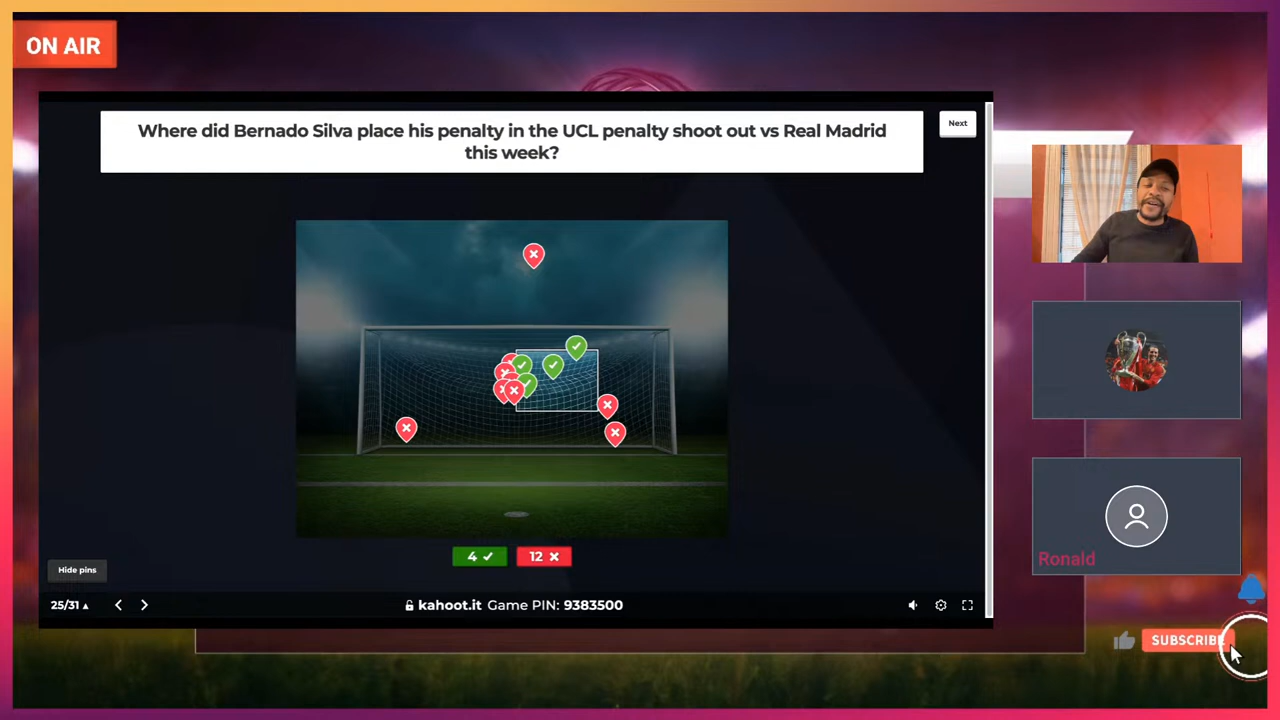 ON AIR
Where did Bernado Silva place his penalty in the UCL penalty shoot out vs Real Madrid
this week?
Next
4
12
Hide pins
25/31
kahoot.it Game PIN: 9383500
Ronald
SUBSCRIBE